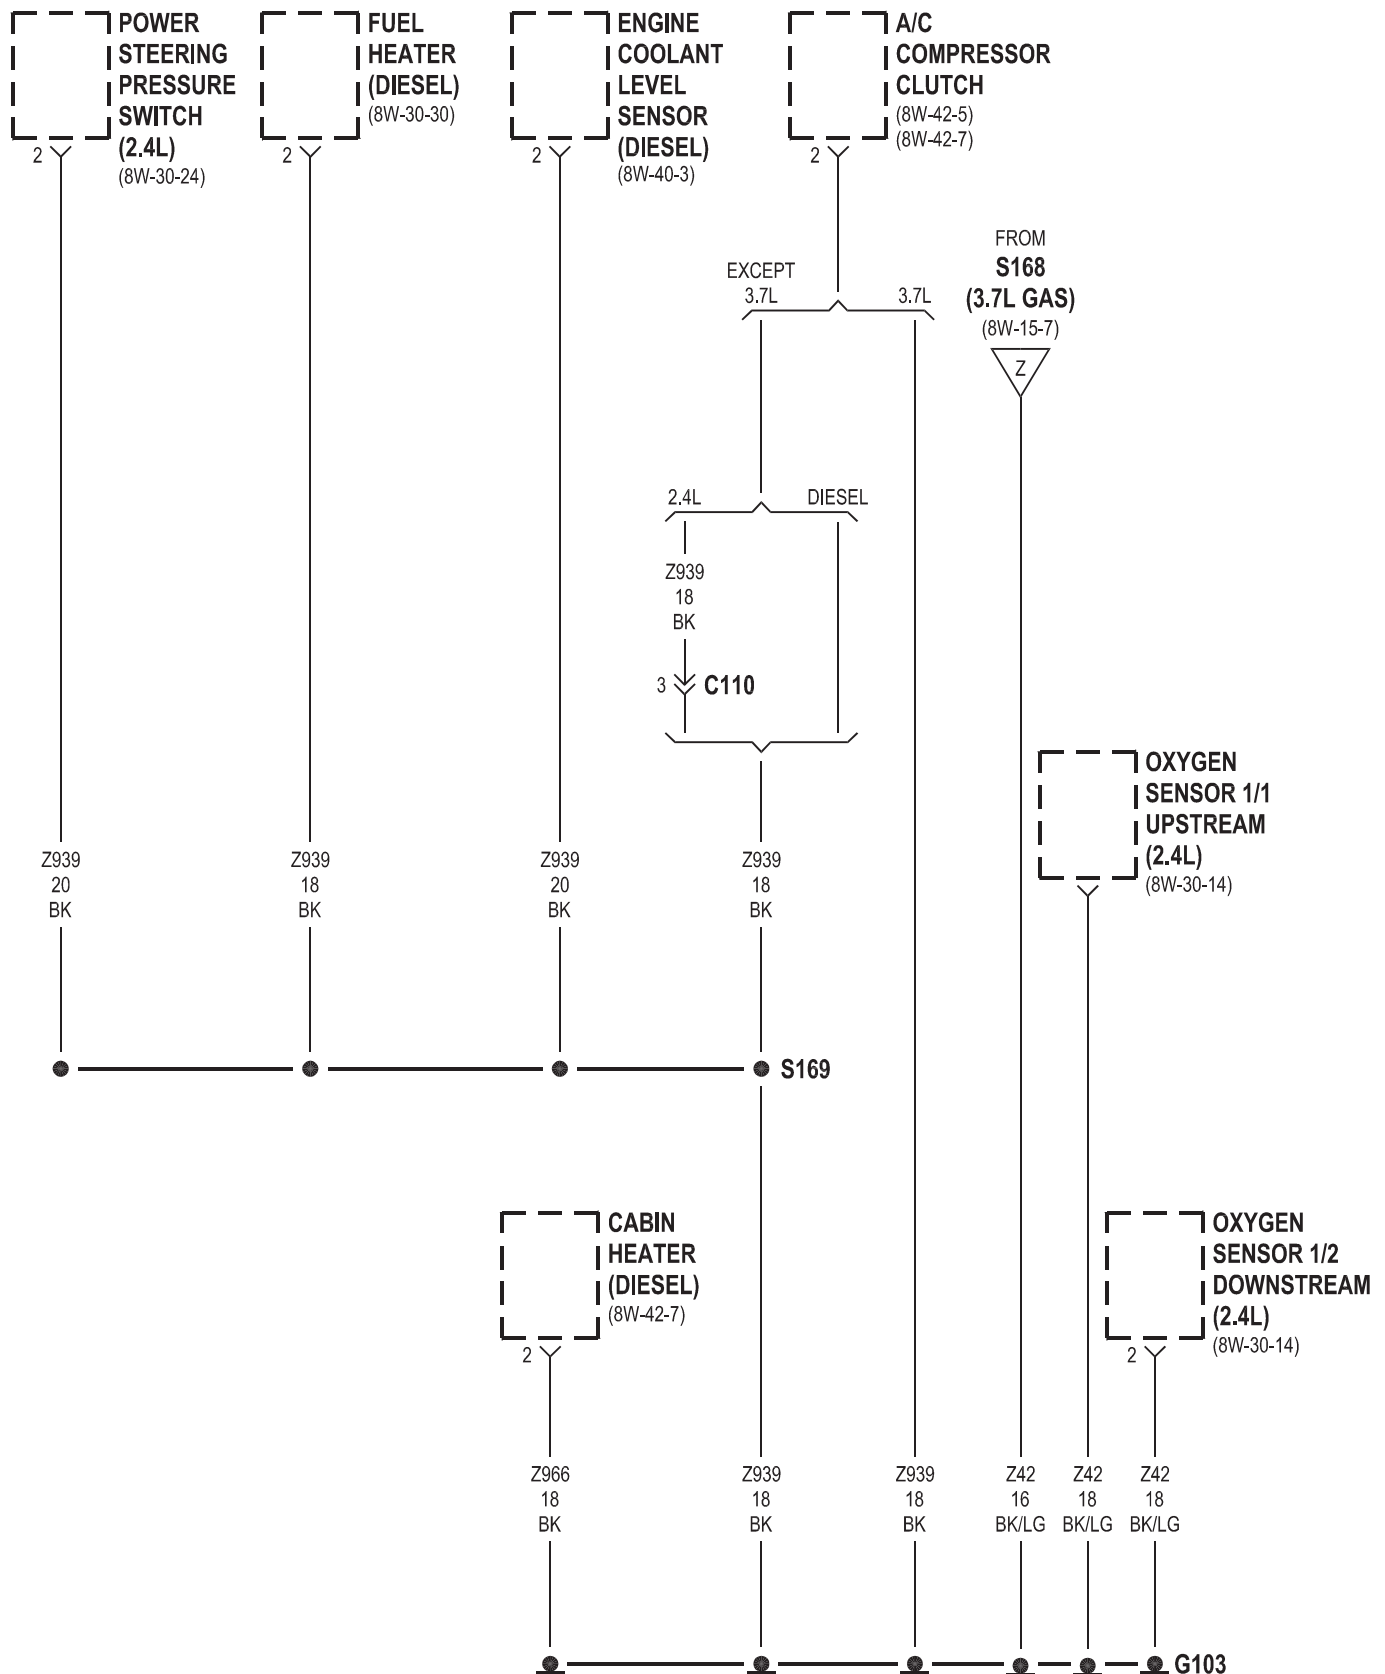 POWER
STEERING
PRESSURE
SWITCH
(2.4L)
(8W-30-24)
2
FUEL
HEATER
(DIESEL)
(8W-30-30)
2
ENGINE
COOLANT
LEVEL
SENSOR
(DIESEL)
(8W-40-3)
2
A/C
COMPRESSOR
CLUTCH
(8W-42-5)
(8W-42-7)
2
FROM
S168
(3.7L GAS)
(8W-15-7)
Z
EXCEPT
3.7L
3.7L
2.4L
DIESEL
Z939
18
BK
3
C110
OXYGEN
SENSOR 1/1
UPSTREAM
(2.4L)
(8W-30-14)
Z939
20
BK
Z939
18
BK
Z939
20
BK
Z939
18
BK
S169
CABIN
HEATER
(DIESEL)
(8W-42-7)
2
OXYGEN
SENSOR 1/2
DOWNSTREAM
(2.4L)
(8W-30-14)
2
Z966
18
BK
Z939
18
BK
Z939
18
BK
Z42
16
BK/LG
Z42
18
BK/LG
Z42
18
BK/LG
G103